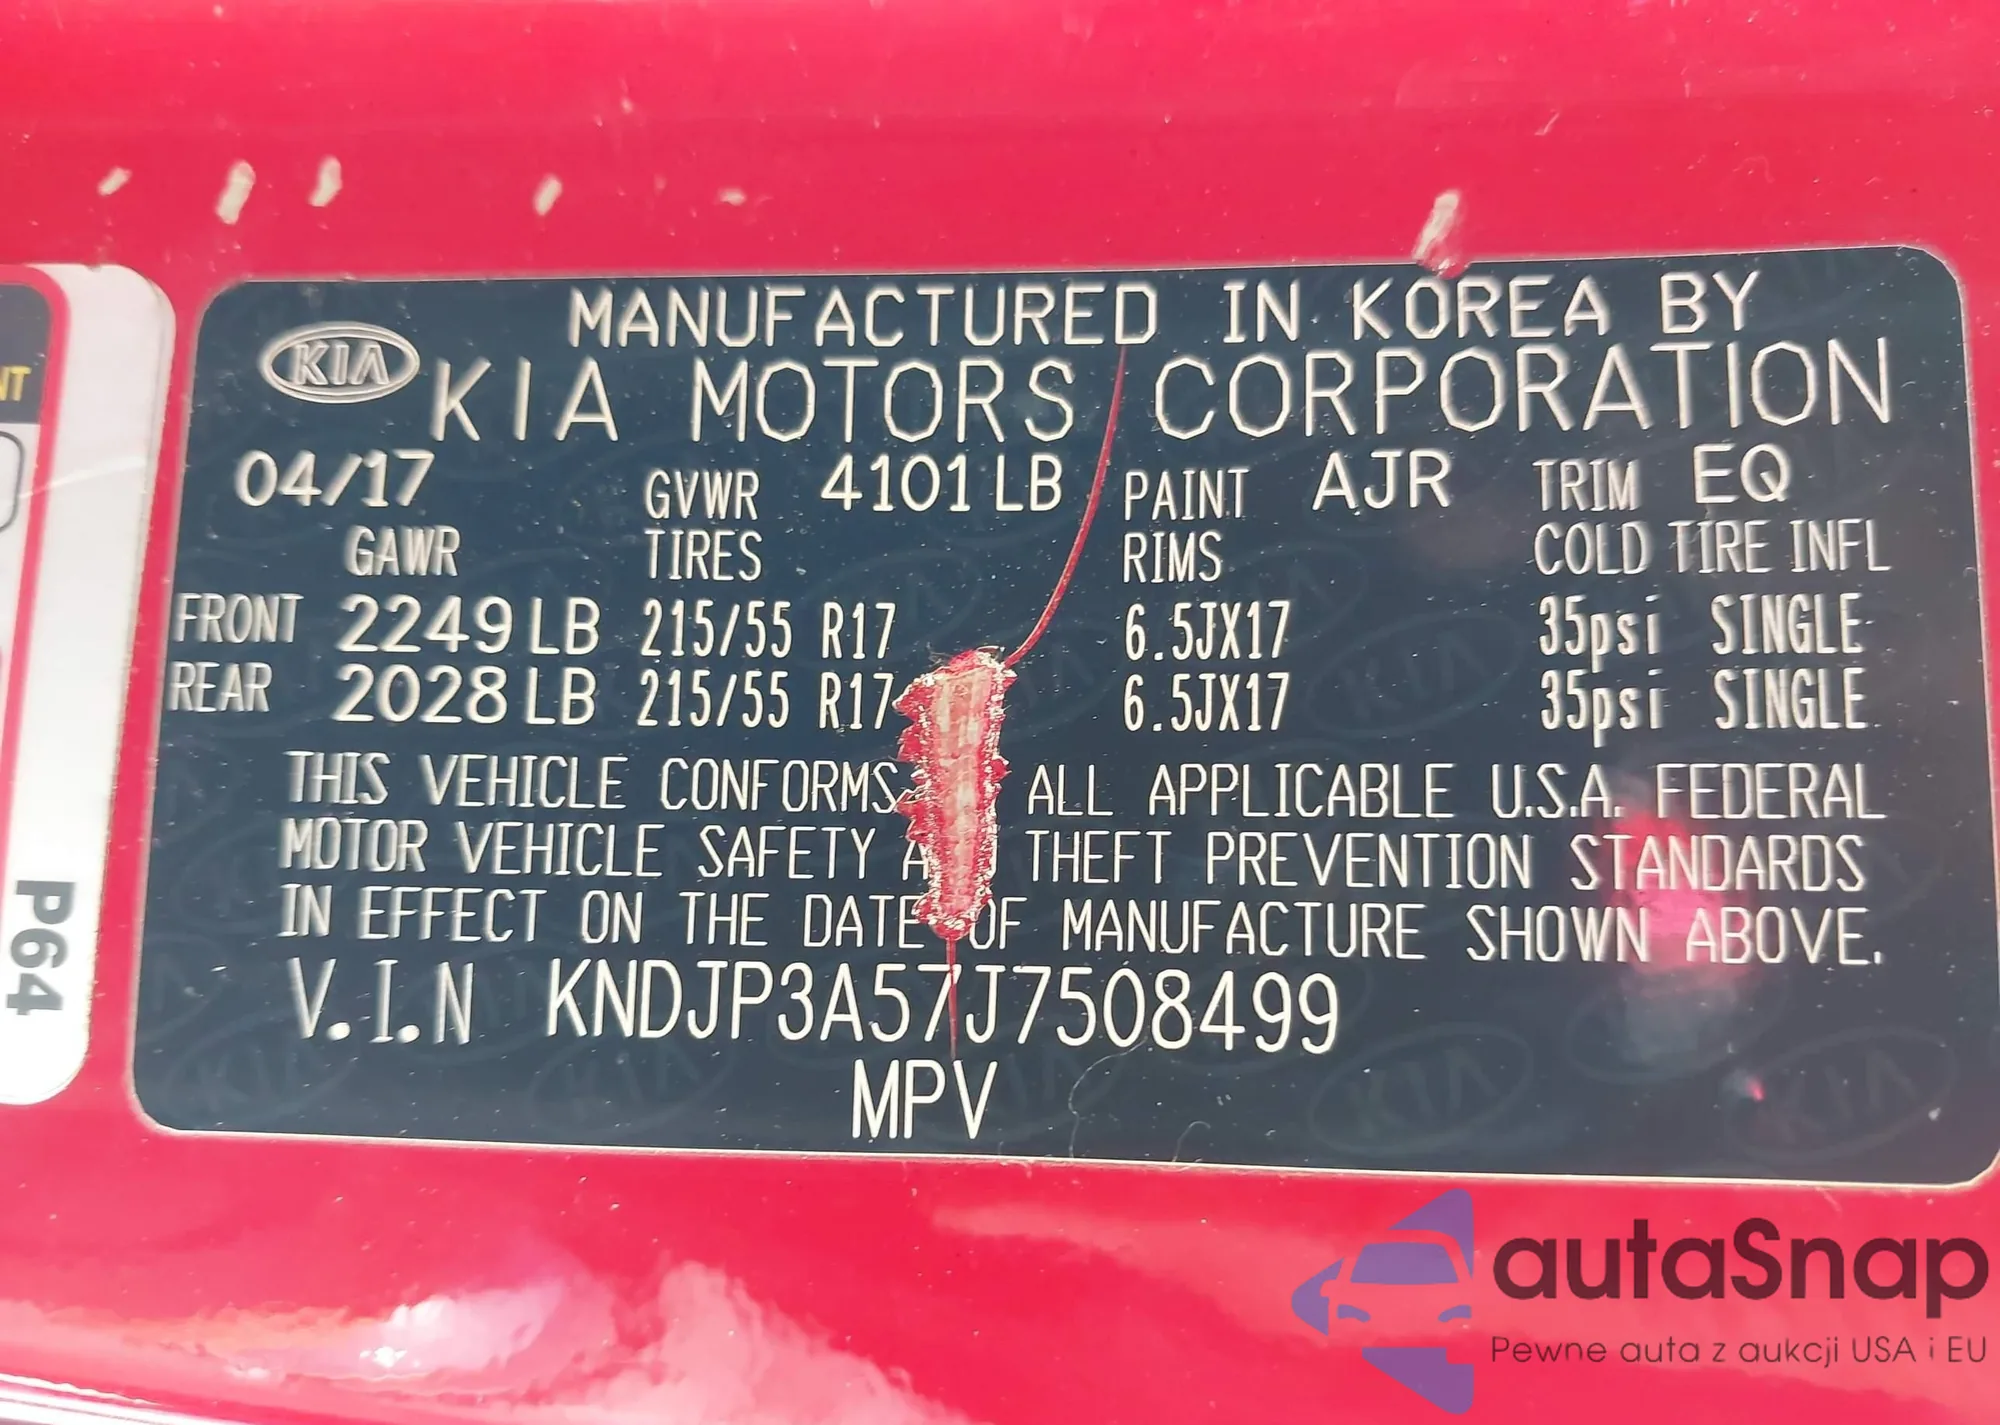 MANUFACTURED IN KOREA BY
KIA
KIA MOTORS CORPORATION
04/17 GVWR 4101 LB PAINT AJR TRIM EQ
GAWR TIRES RIMS COLD TIRE INFL
FRONT 2249 LB 215/55 R17 6.5JX17 35psi SINGLE
REAR 2028 LB 215/55 R17 6.5JX17 35psi SINGLE
THIS VEHICLE CONFORMS ALL APPLICABLE U.S.A. FEDERAL
MOTOR VEHICLE SAFETY THEFT PREVENTION STANDARDS
IN EFFECT ON THE DATE OF MANUFACTURE SHOWN ABOVE.
V.I.N KNDJP3A57J7508499
MPV
P64
autaSnap
Pewne auta z aukcji USA i EU